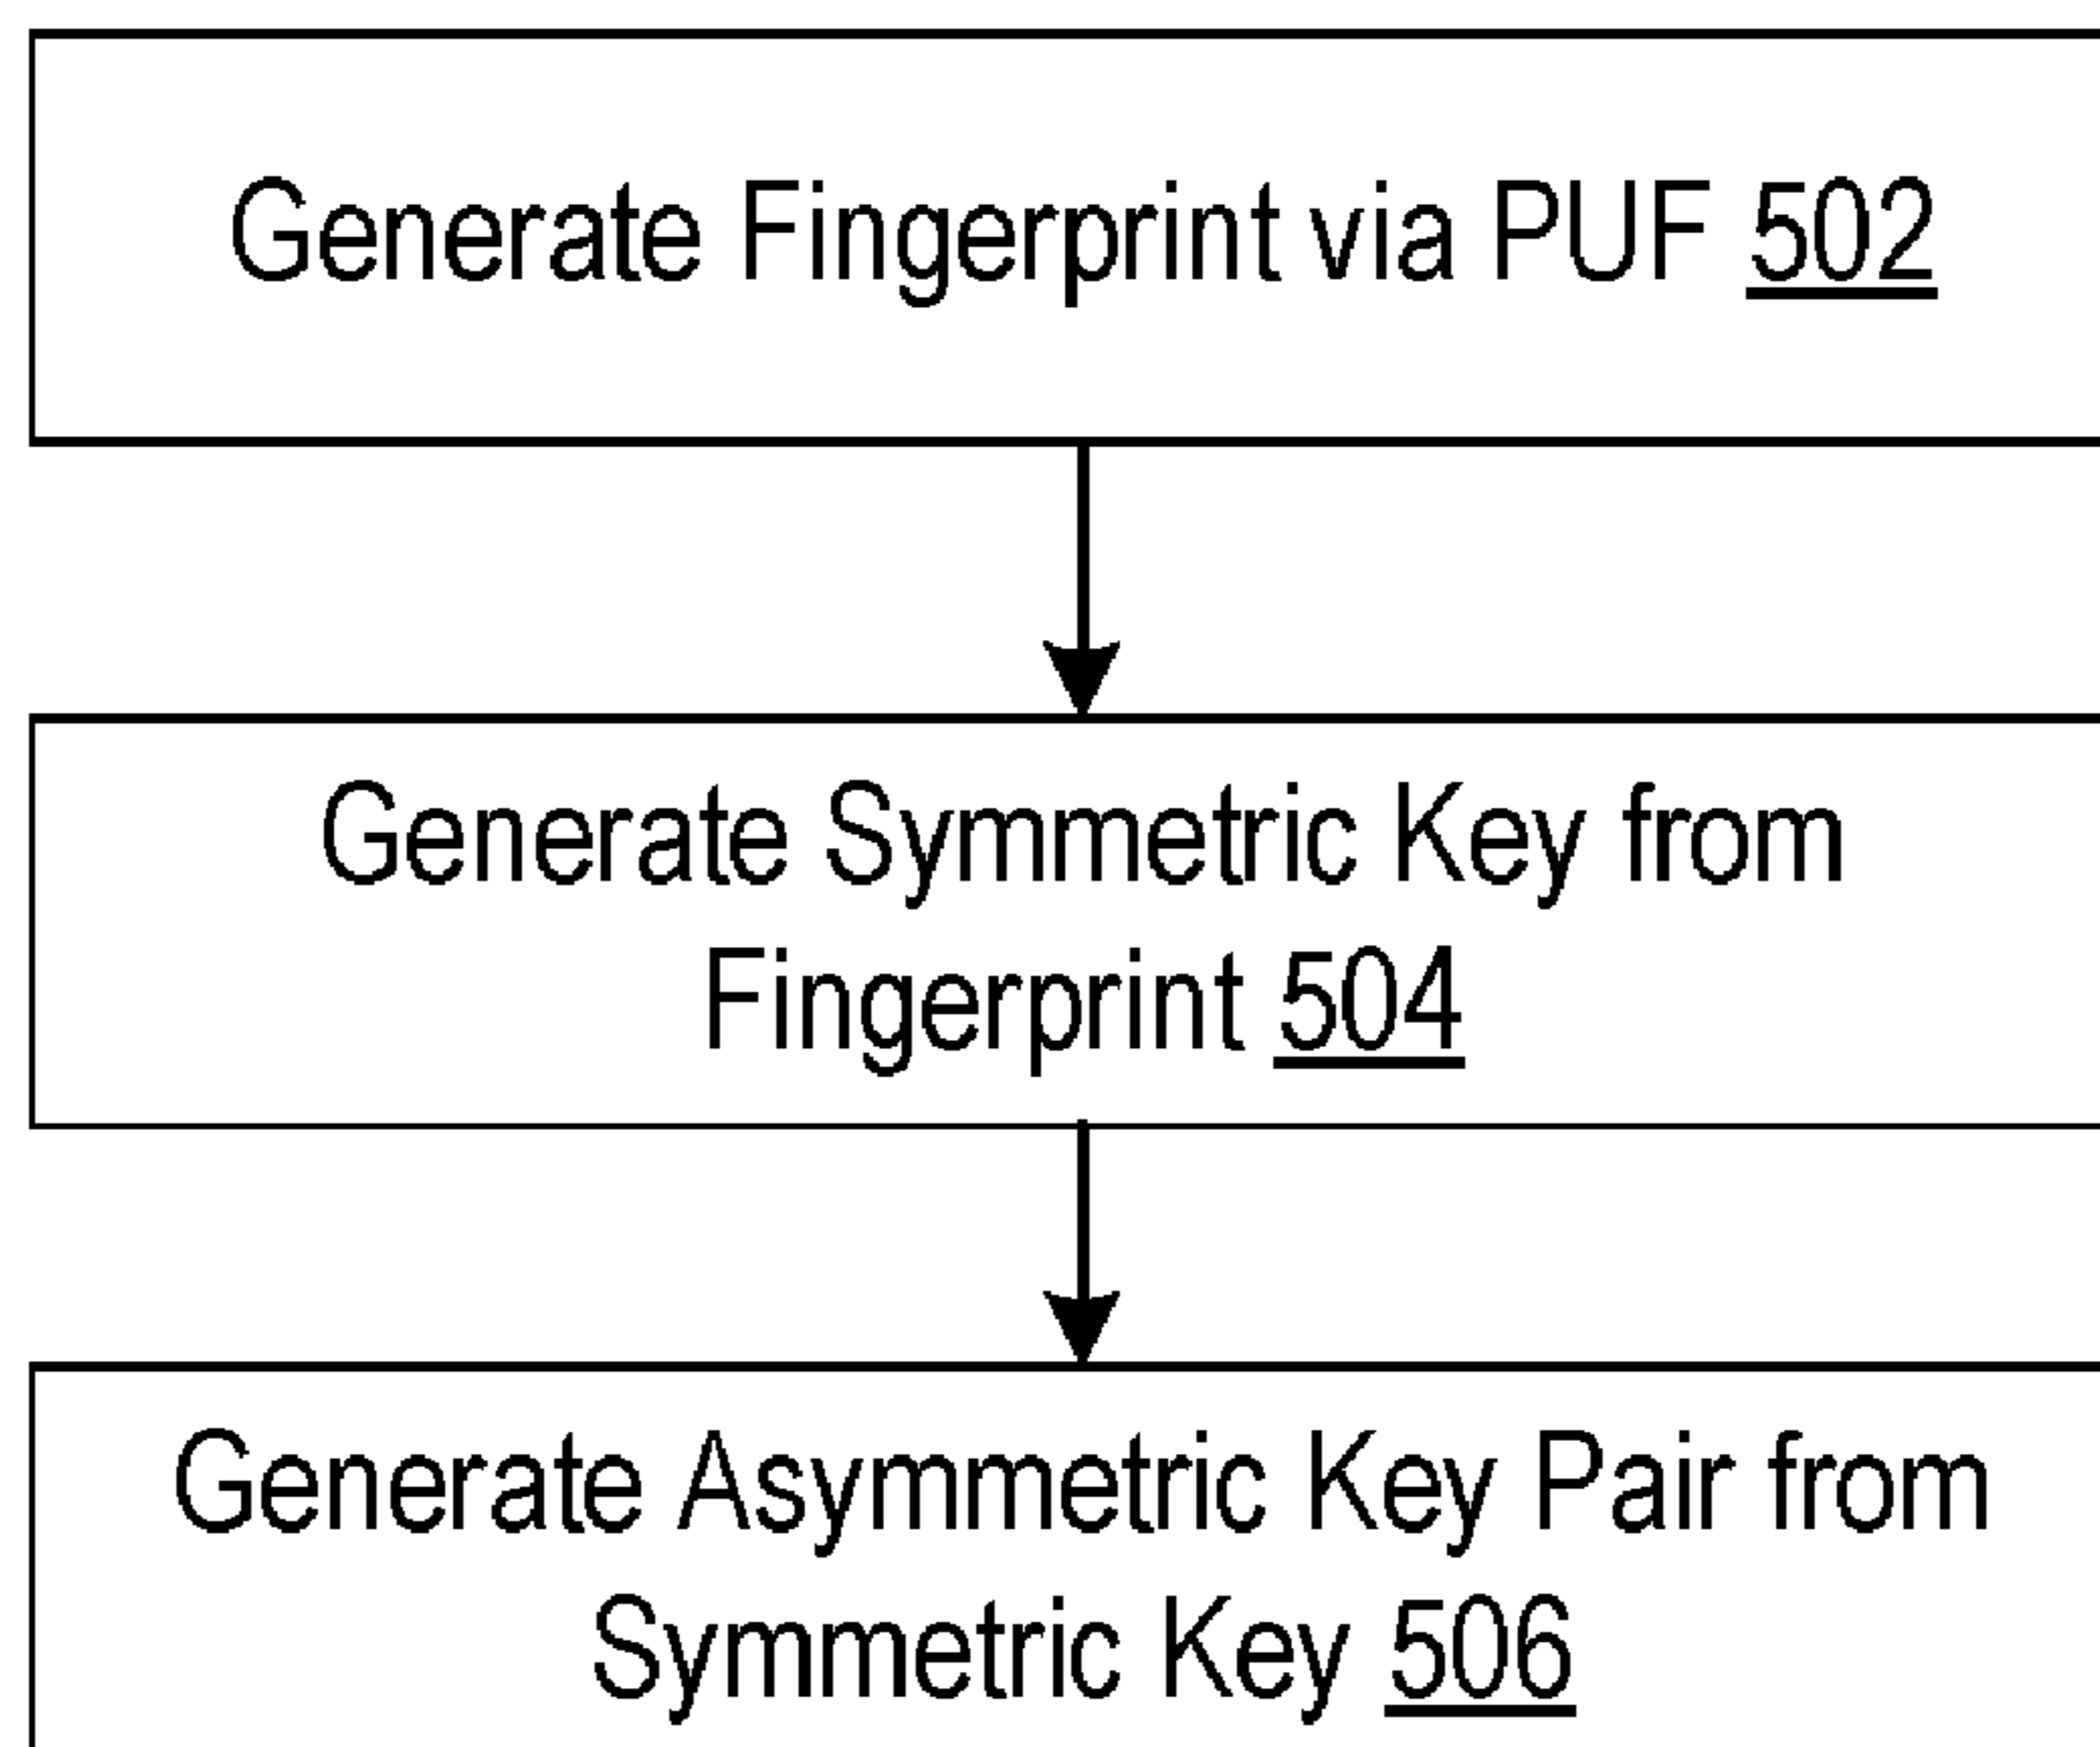 Generate Fingerprint via PUF 502
Generate Symmetric Key from
Fingerprint 504
Generate Asymmetric Key Pair from
Symmetric Key 506